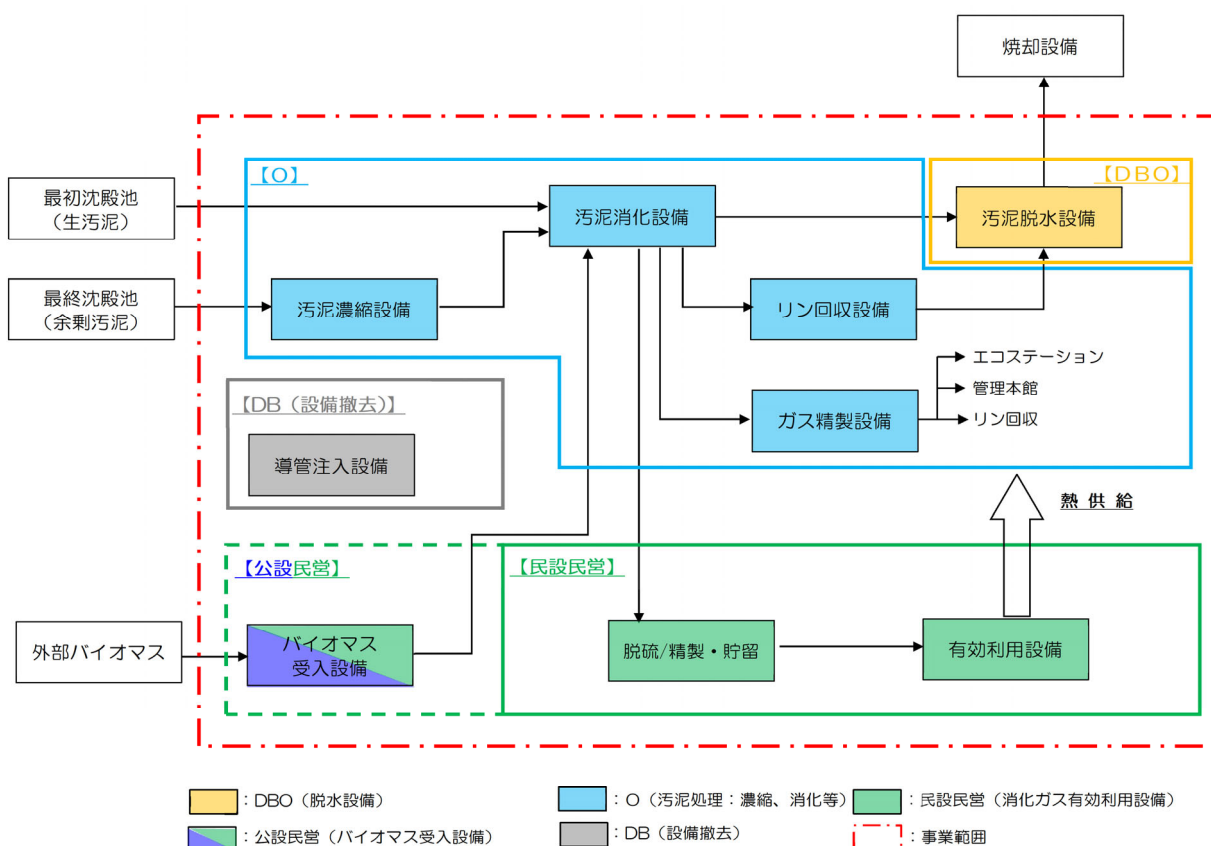 焼却設備
【O】
【DBO】
最初沈殿池
（生汚泥）
汚泥消化設備
汚泥脱水設備
最終沈殿池
（余剰汚泥）
汚泥濃縮設備
リン回収設備
エコステーション
管理本館
リン回収
ガス精製設備
【DB（設備撤去）】
導管注入設備
熱 供 給
【公設民営】
【民設民営】
外部バイオマス
バイオマス
受入設備
脱硫/精製・貯留
有効利用設備
：DBO（脱水設備）
：O（汚泥処理：濃縮、消化等）
：民設民営（消化ガス有効利用設備）
：公設民営（バイオマス受入設備）
：DB（設備撤去）
：事業範囲